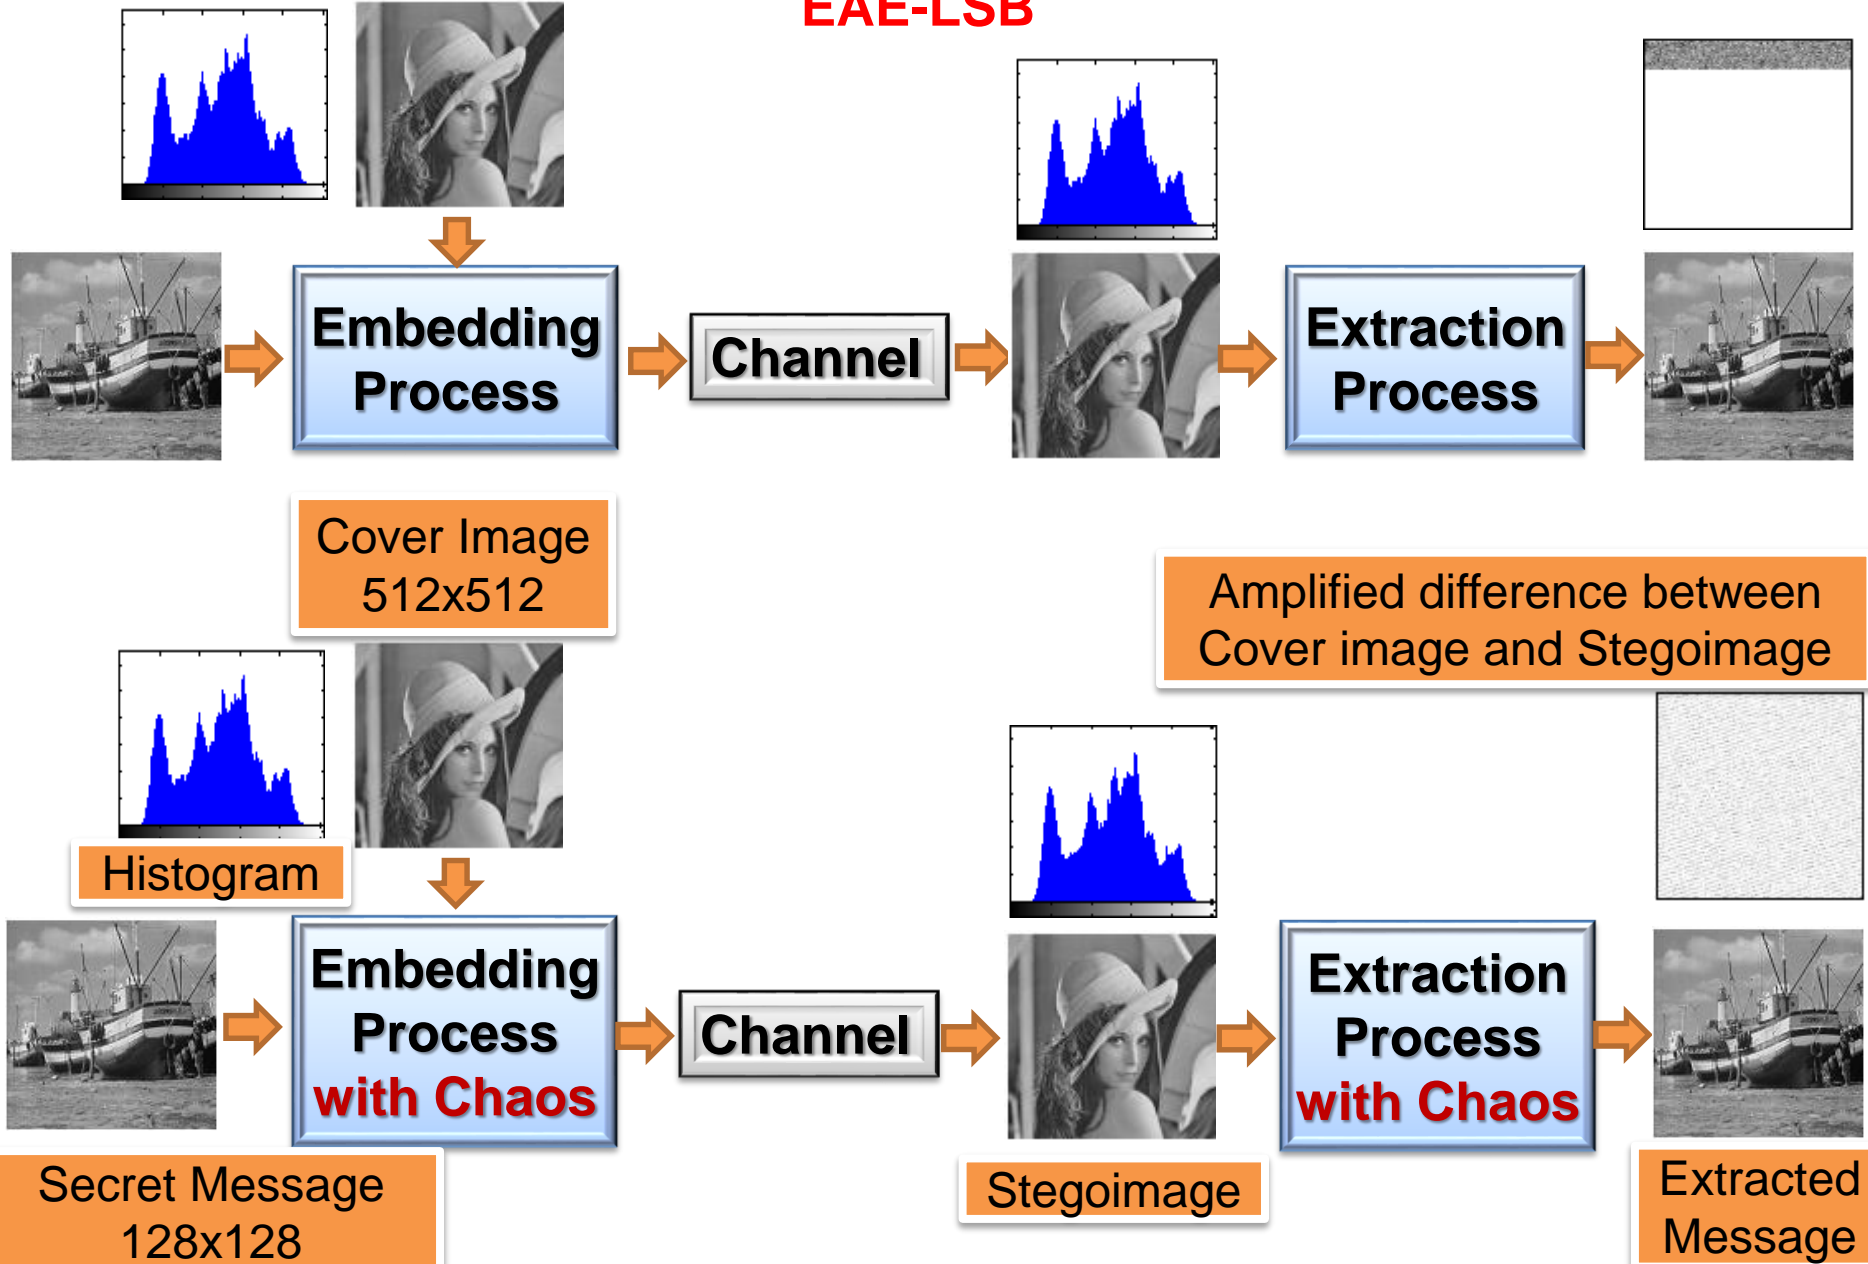 EAE-LSB
Embedding
Process
Channel
Extraction
Process
Cover Image
512x512
Amplified difference between
Cover image and Stegoimage
Histogram
Embedding
Process
with Chaos
Channel
Extraction
Process
with Chaos
Secret Message
128x128
Stegoimage
Extracted
Message